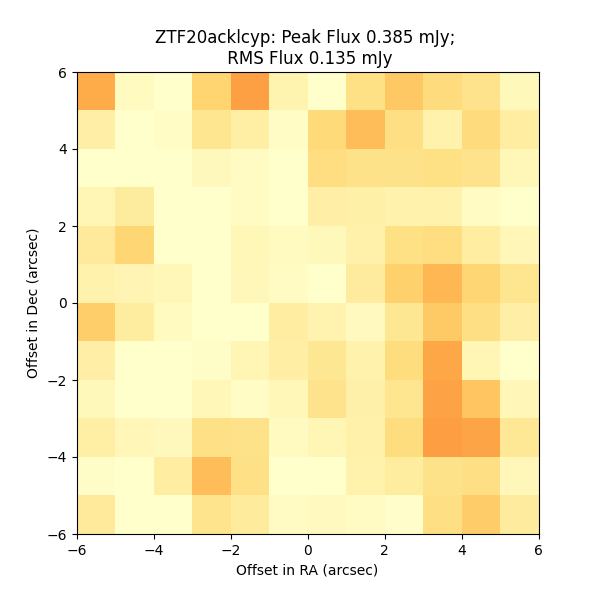 ZTF20acklcyp: Peak Flux 0.385 mJy;
RMS Flux 0.135 mJy
6
4
2
0
−2
−4
−6
Offset in Dec (arcsec)
−6 −4 −2 0 2 4 6
Offset in RA (arcsec)